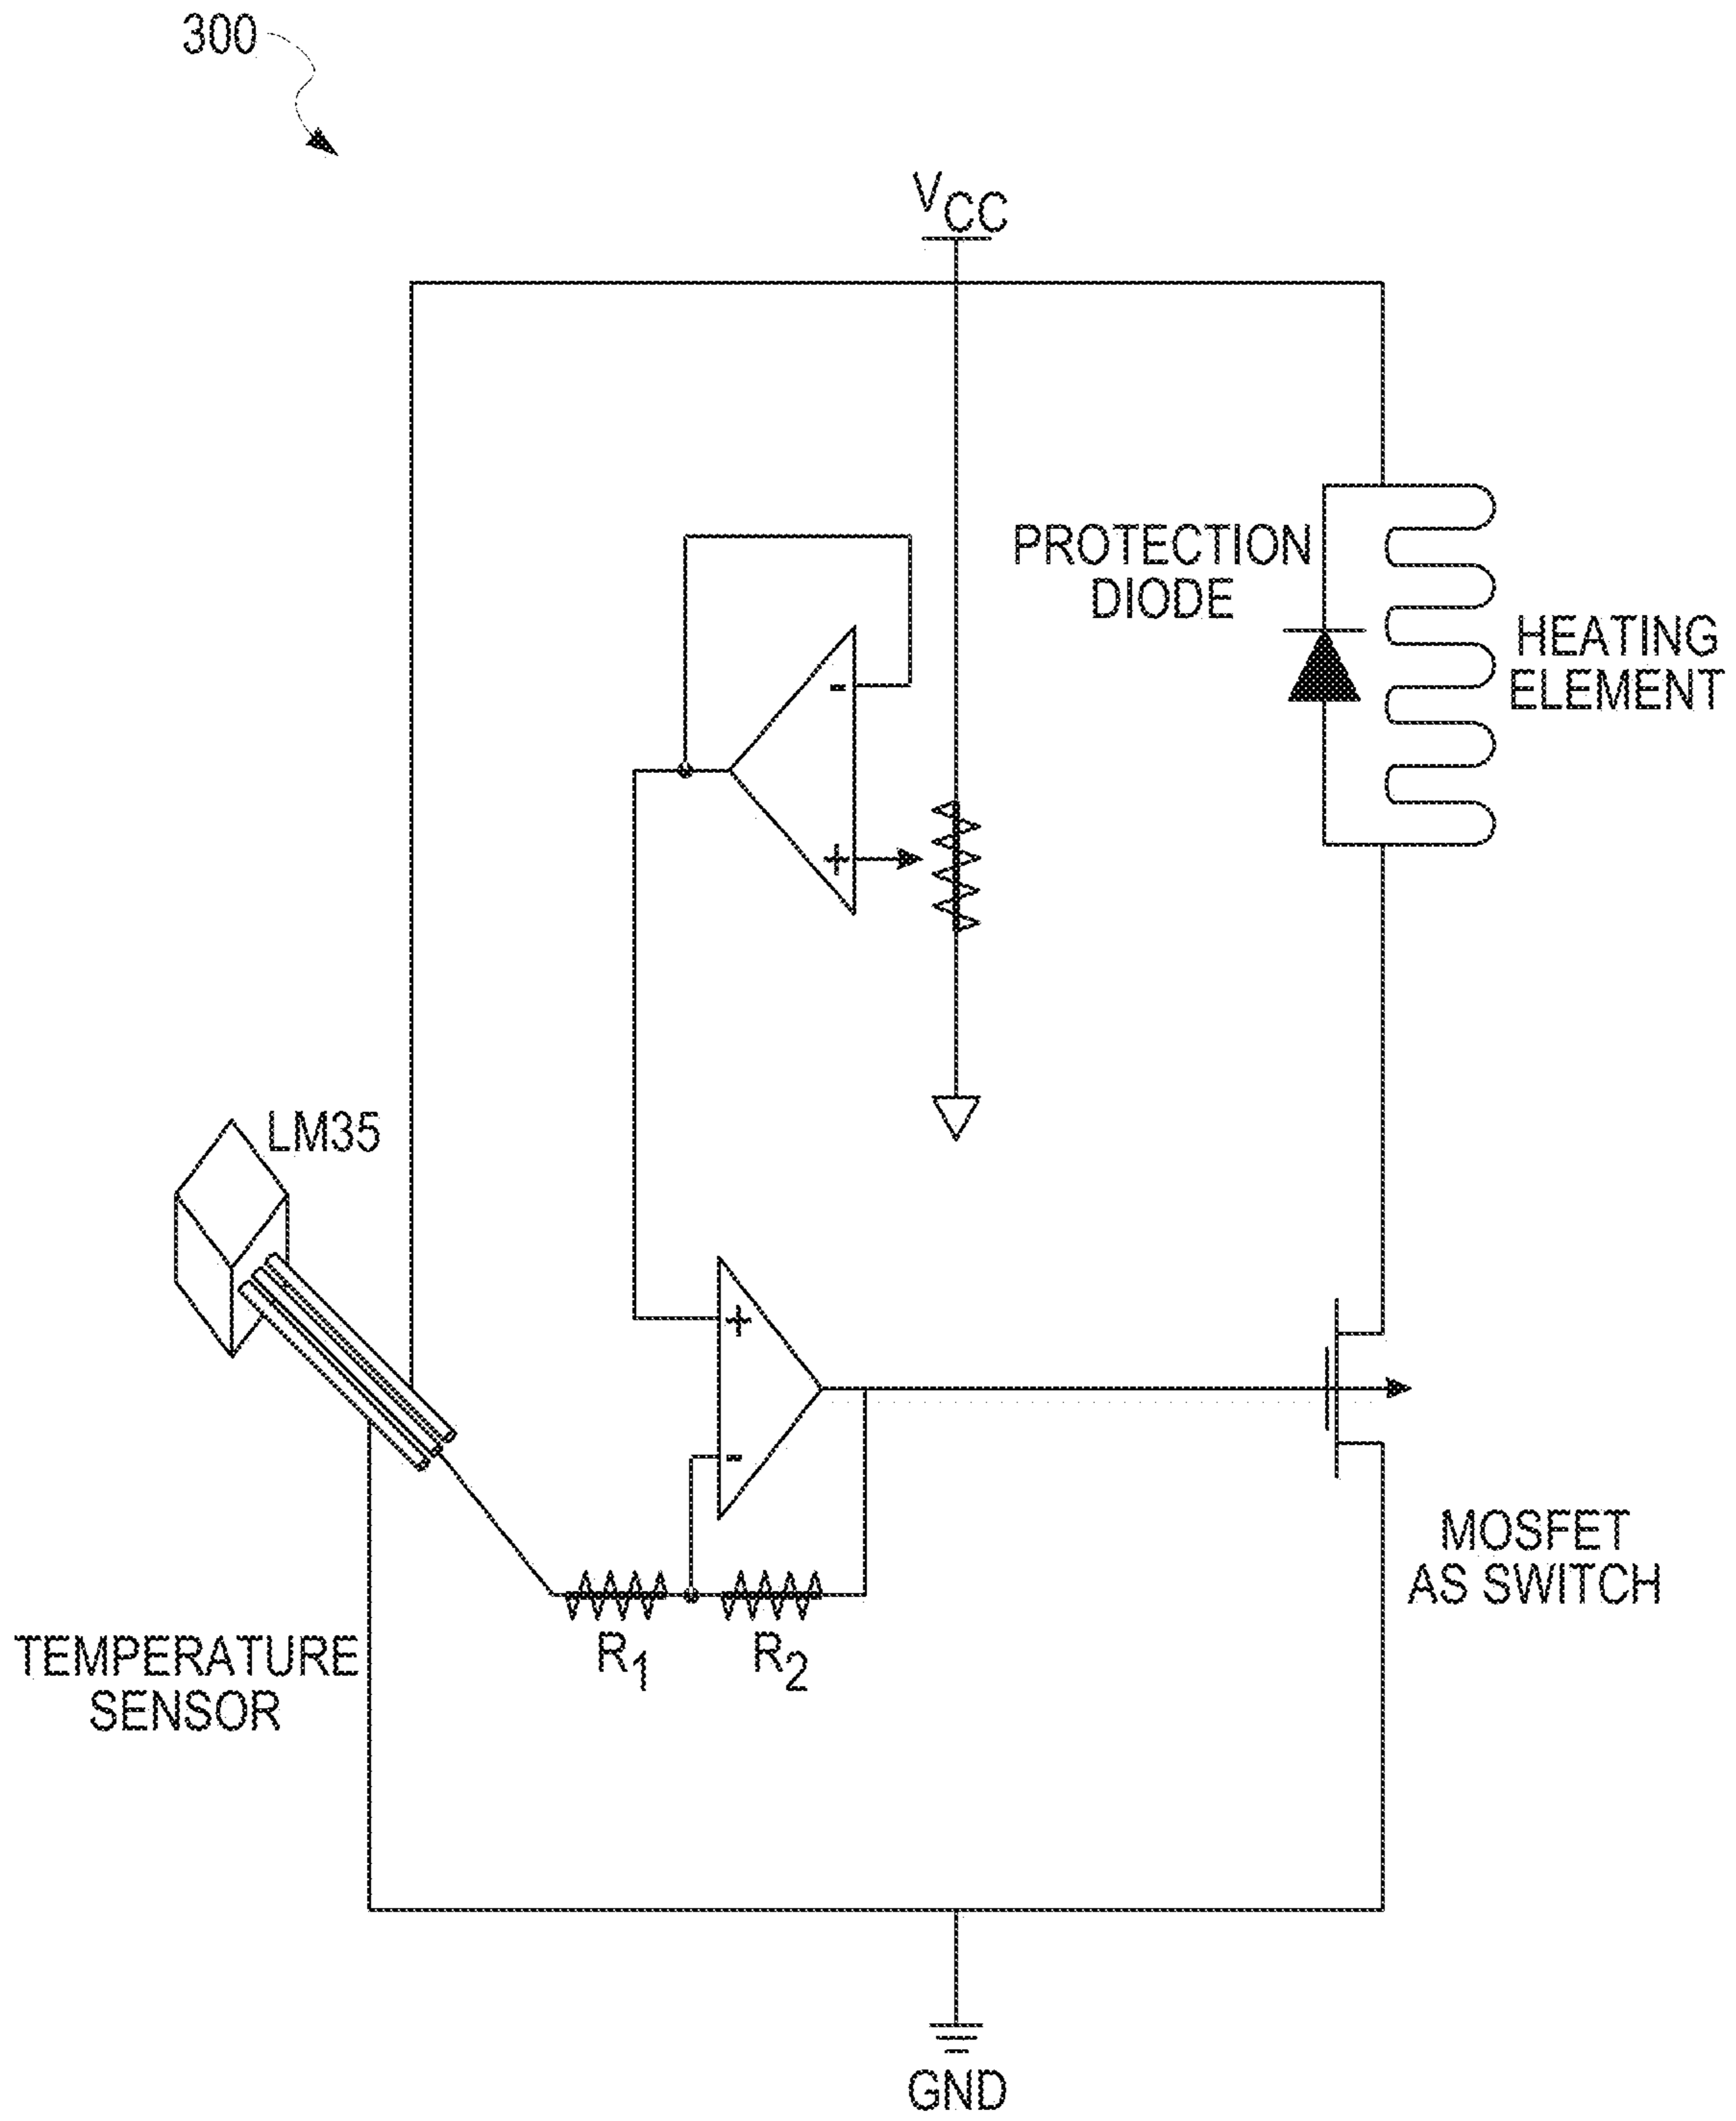 300
VCC
PROTECTION
DIODE
HEATING
ELEMENT
LM35
+
-
+
-
MOSFET
AS SWITCH
R1
R2
TEMPERATURE
SENSOR
GND